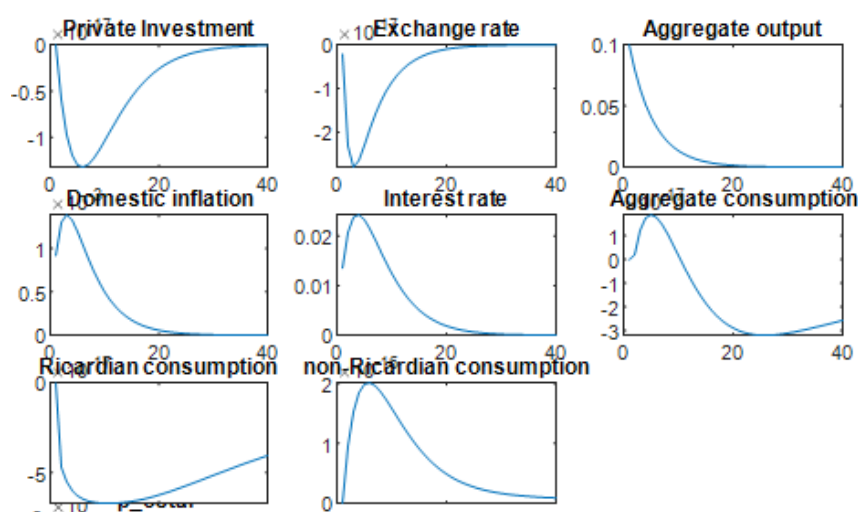 Private Investment
Exchange rate
Aggregate output
0
-0.5
-1
0 20 40
0
-1
-2
0 20 40
0.1
0.05
0
0 20 40
Domestic inflation
Interest rate
Aggregate consumption
1
0.5
0
0 20 40
0.02
0.01
0
0 20 40
1
0
-1
-2
-3
0 20 40
Ricardian consumption
non-Ricardian consumption
0
-5
2
1
0